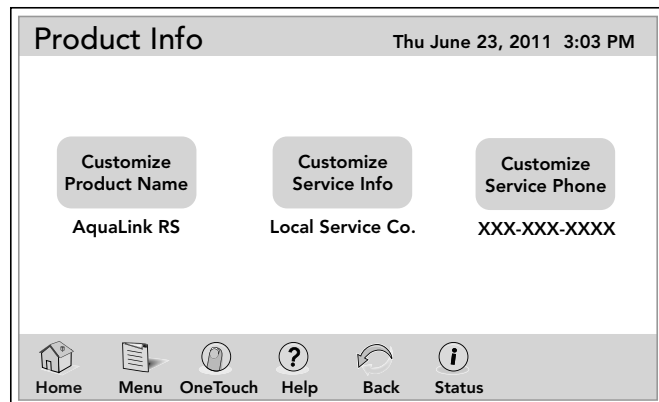 Product Info
Thu June 23, 2011 3:03 PM
Customize
Product Name
Customize
Service Info
Customize
Service Phone
AquaLink RS
Local Service Co.
XXX-XXX-XXXX
?
i
Home
Menu
OneTouch
Help
Back
Status